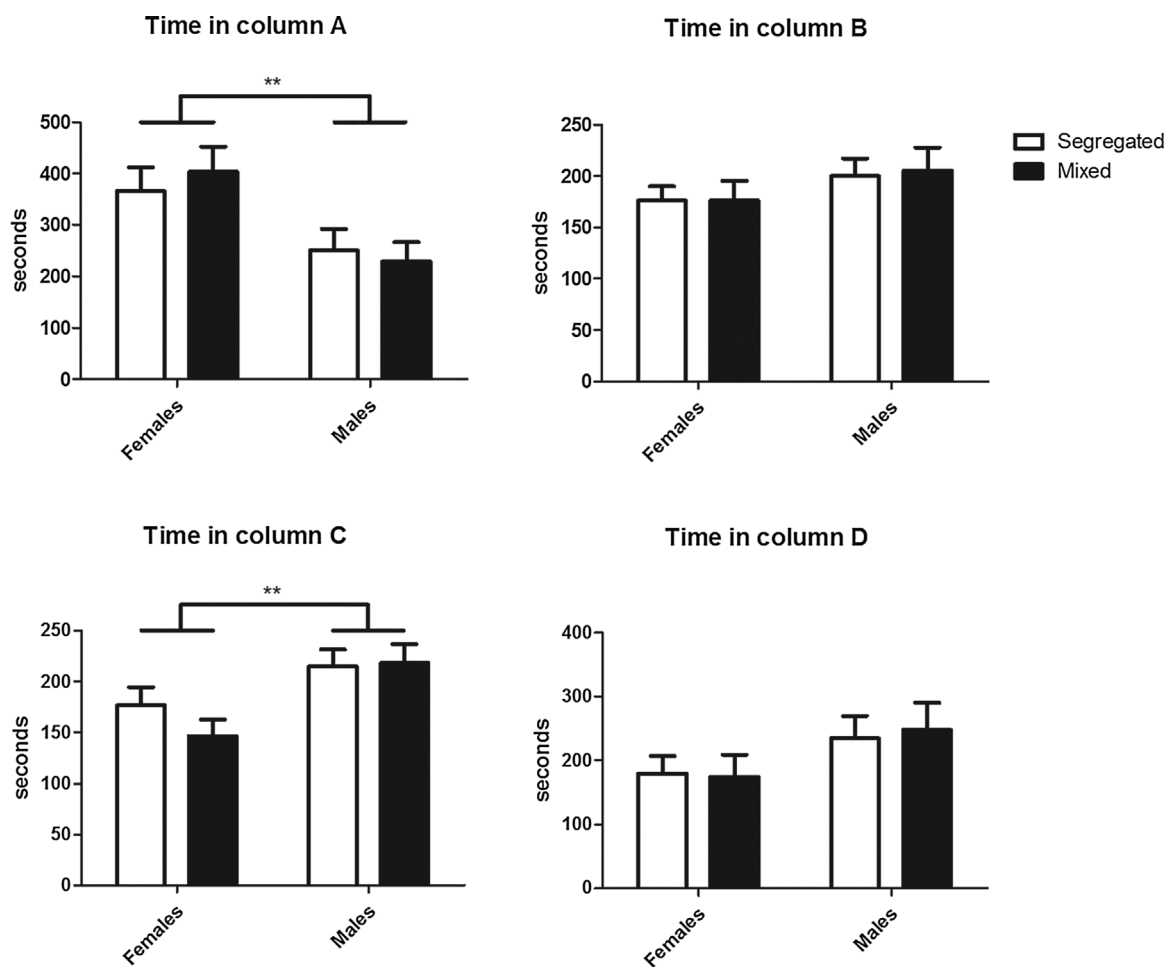 Time in column A
**
500
400
300
200
100
0
seconds
Females
Males
Time in column B
250
200
150
100
50
0
seconds
Females
Males
Segregated
Mixed
Time in column C
**
250
200
150
100
50
0
seconds
Females
Males
Time in column D
400
300
200
100
0
seconds
Females
Males